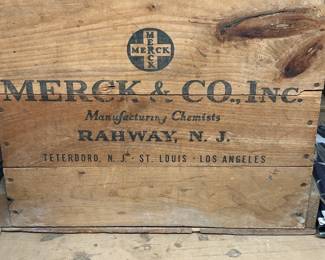 MERCK
MERCK
MERCK & CO., INC.
Manufacturing Chemists
RAHWAY, N. J.
TETERBORO, N. J. · ST. LOUIS · LOS ANGELES